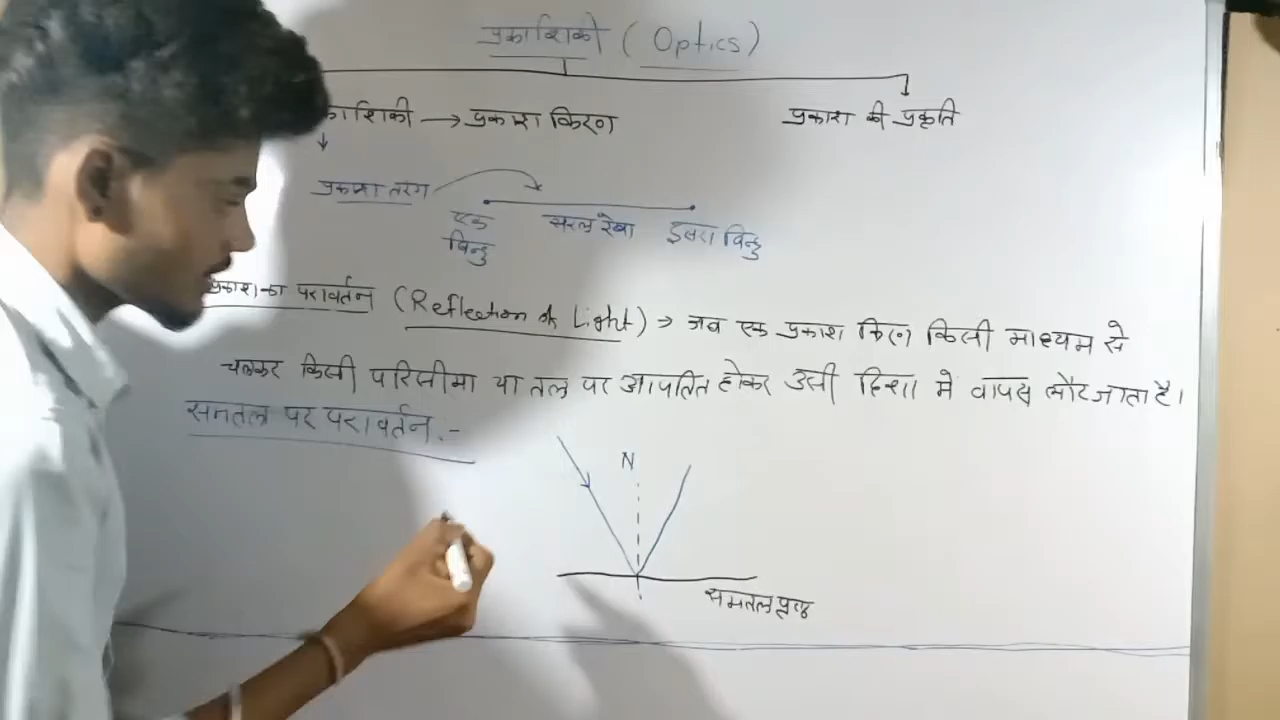 प्रकाशिकी (Optics)
काशिकी → प्रकाश किरण
प्रकाश की प्रकृति
↓
प्रकाश तरंग
एक बिन्दु
सरल रेखा
दूसरा बिन्दु
प्रकाश का परावर्तन (Reflection of Light) → जब एक प्रकाश किरण किसी माध्यम से
चलकर किसी परिसीमा या तल पर आपतित होकर उसी दिशा मे वापस लौट जाता है।
समतल पर परावर्तन :-
N
समतल पृष्ठ